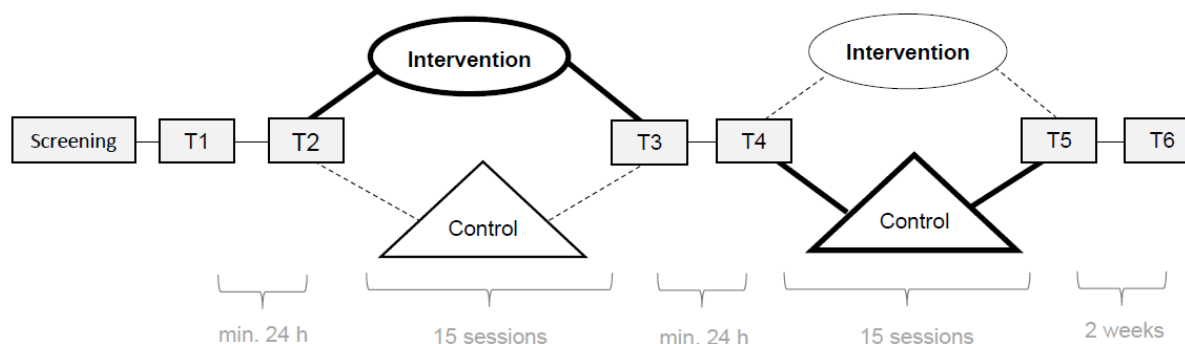 Intervention
Intervention
Screening
T1
T2
T3
T4
T5
T6
Control
Control
min. 24 h
15 sessions
min. 24 h
15 sessions
2 weeks